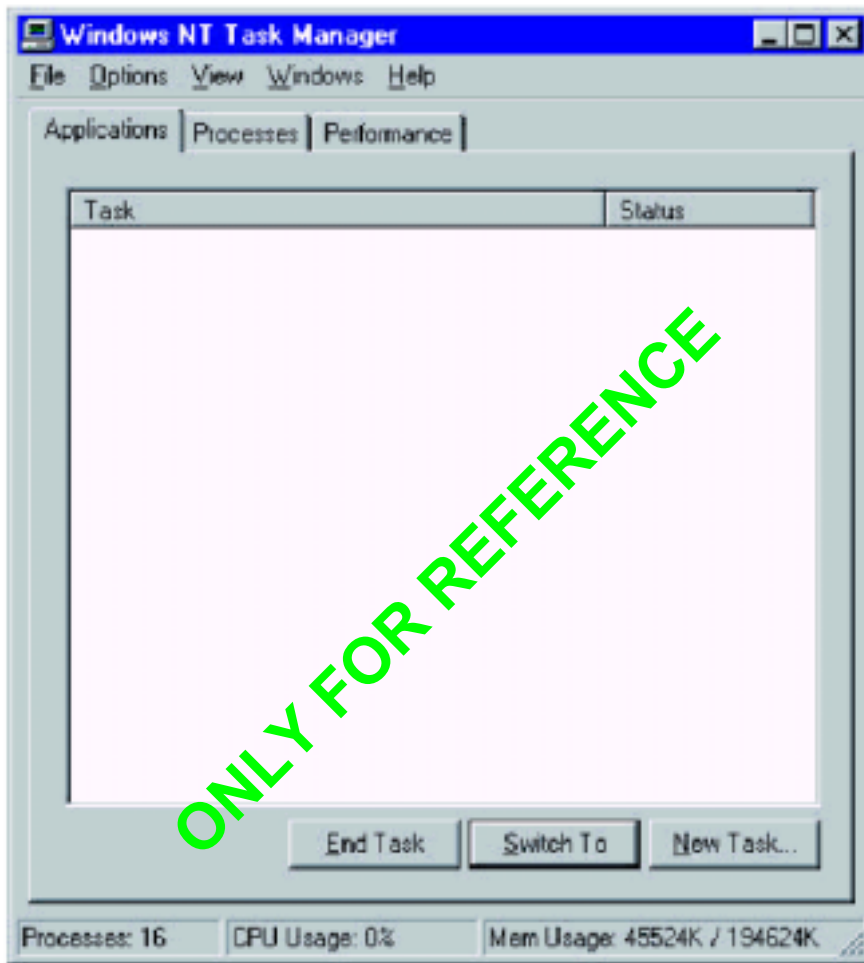 Windows NT Task Manager
File Options View Windows Help
Applications Processes Performance
Task Status
ONLY FOR REFERENCE
End Task Switch To New Task...
Processes: 16 CPU Usage: 0% Mem Usage: 45524K / 194624K